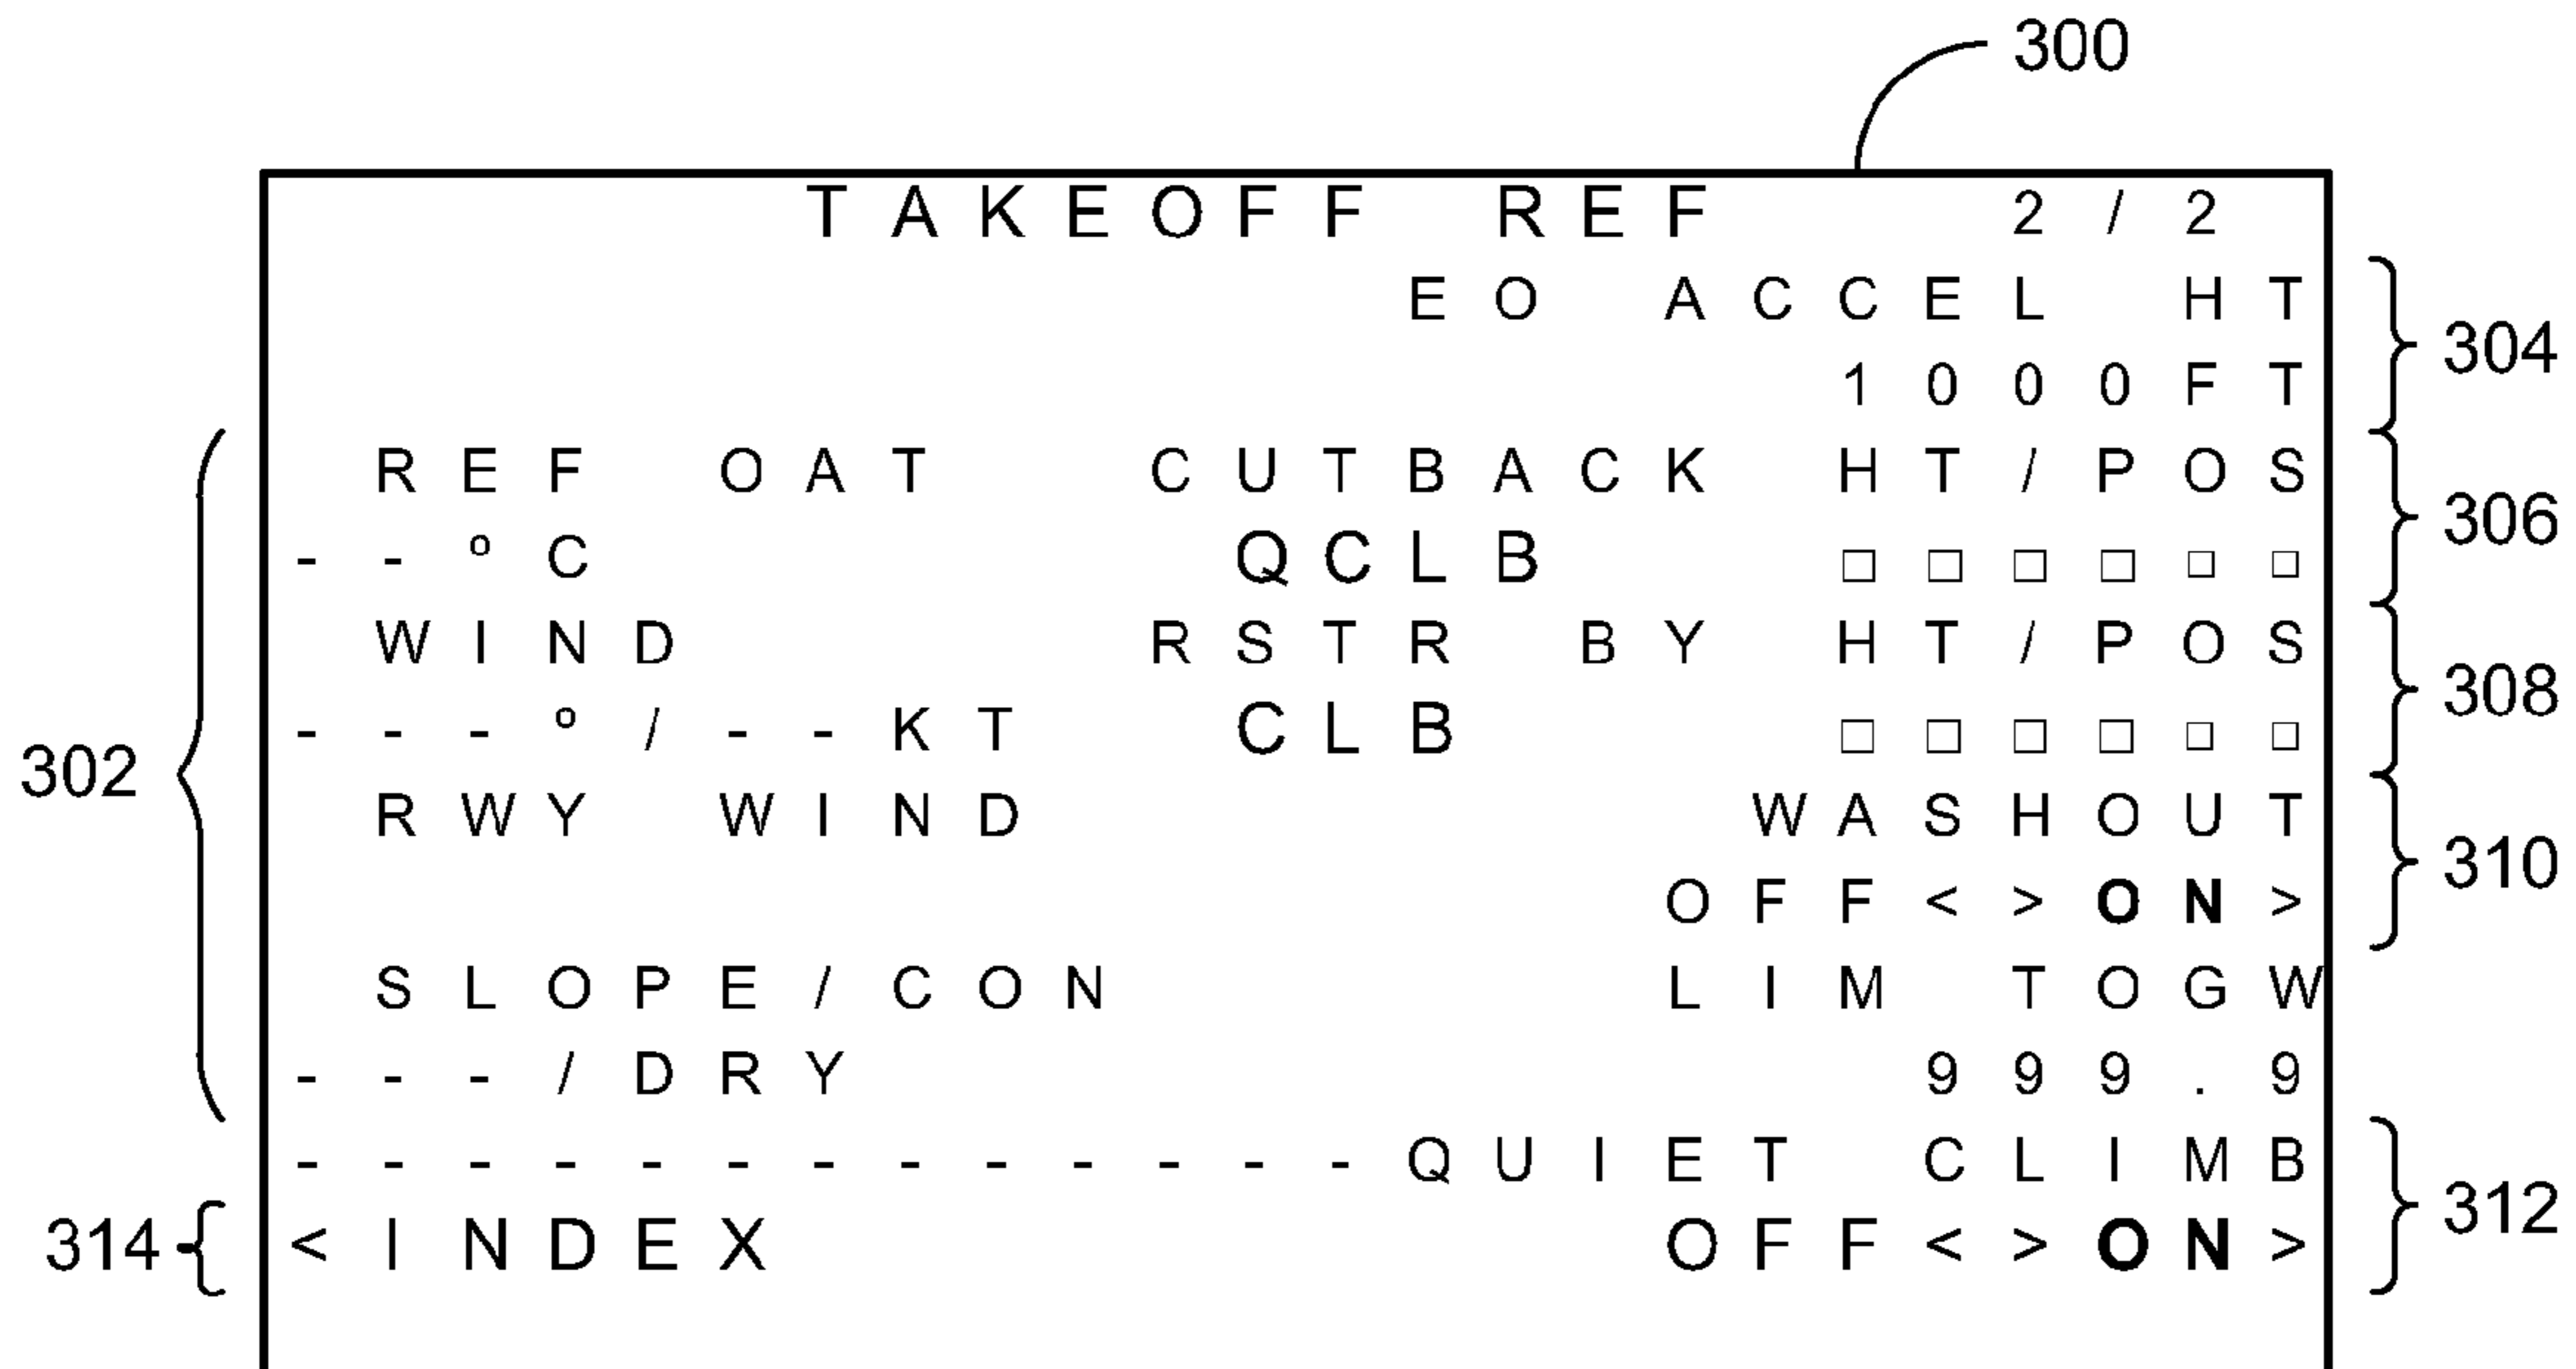 300
TAKEOFF REF 2/2
EO ACCEL HT
304
1000FT
REF OAT CUTBACK HT/POS
306
--°C QCLB □□□□□□
WIND RSTR BY HT/POS
308
---°/--KT CLB □□□□□□
302
RWY WIND WASHOUT
310
OFF<>ON>
SLOPE/CON LIM TOGW
---/DRY 999.9
-------------QUIET CLIMB
312
314 <INDEX OFF<>ON>